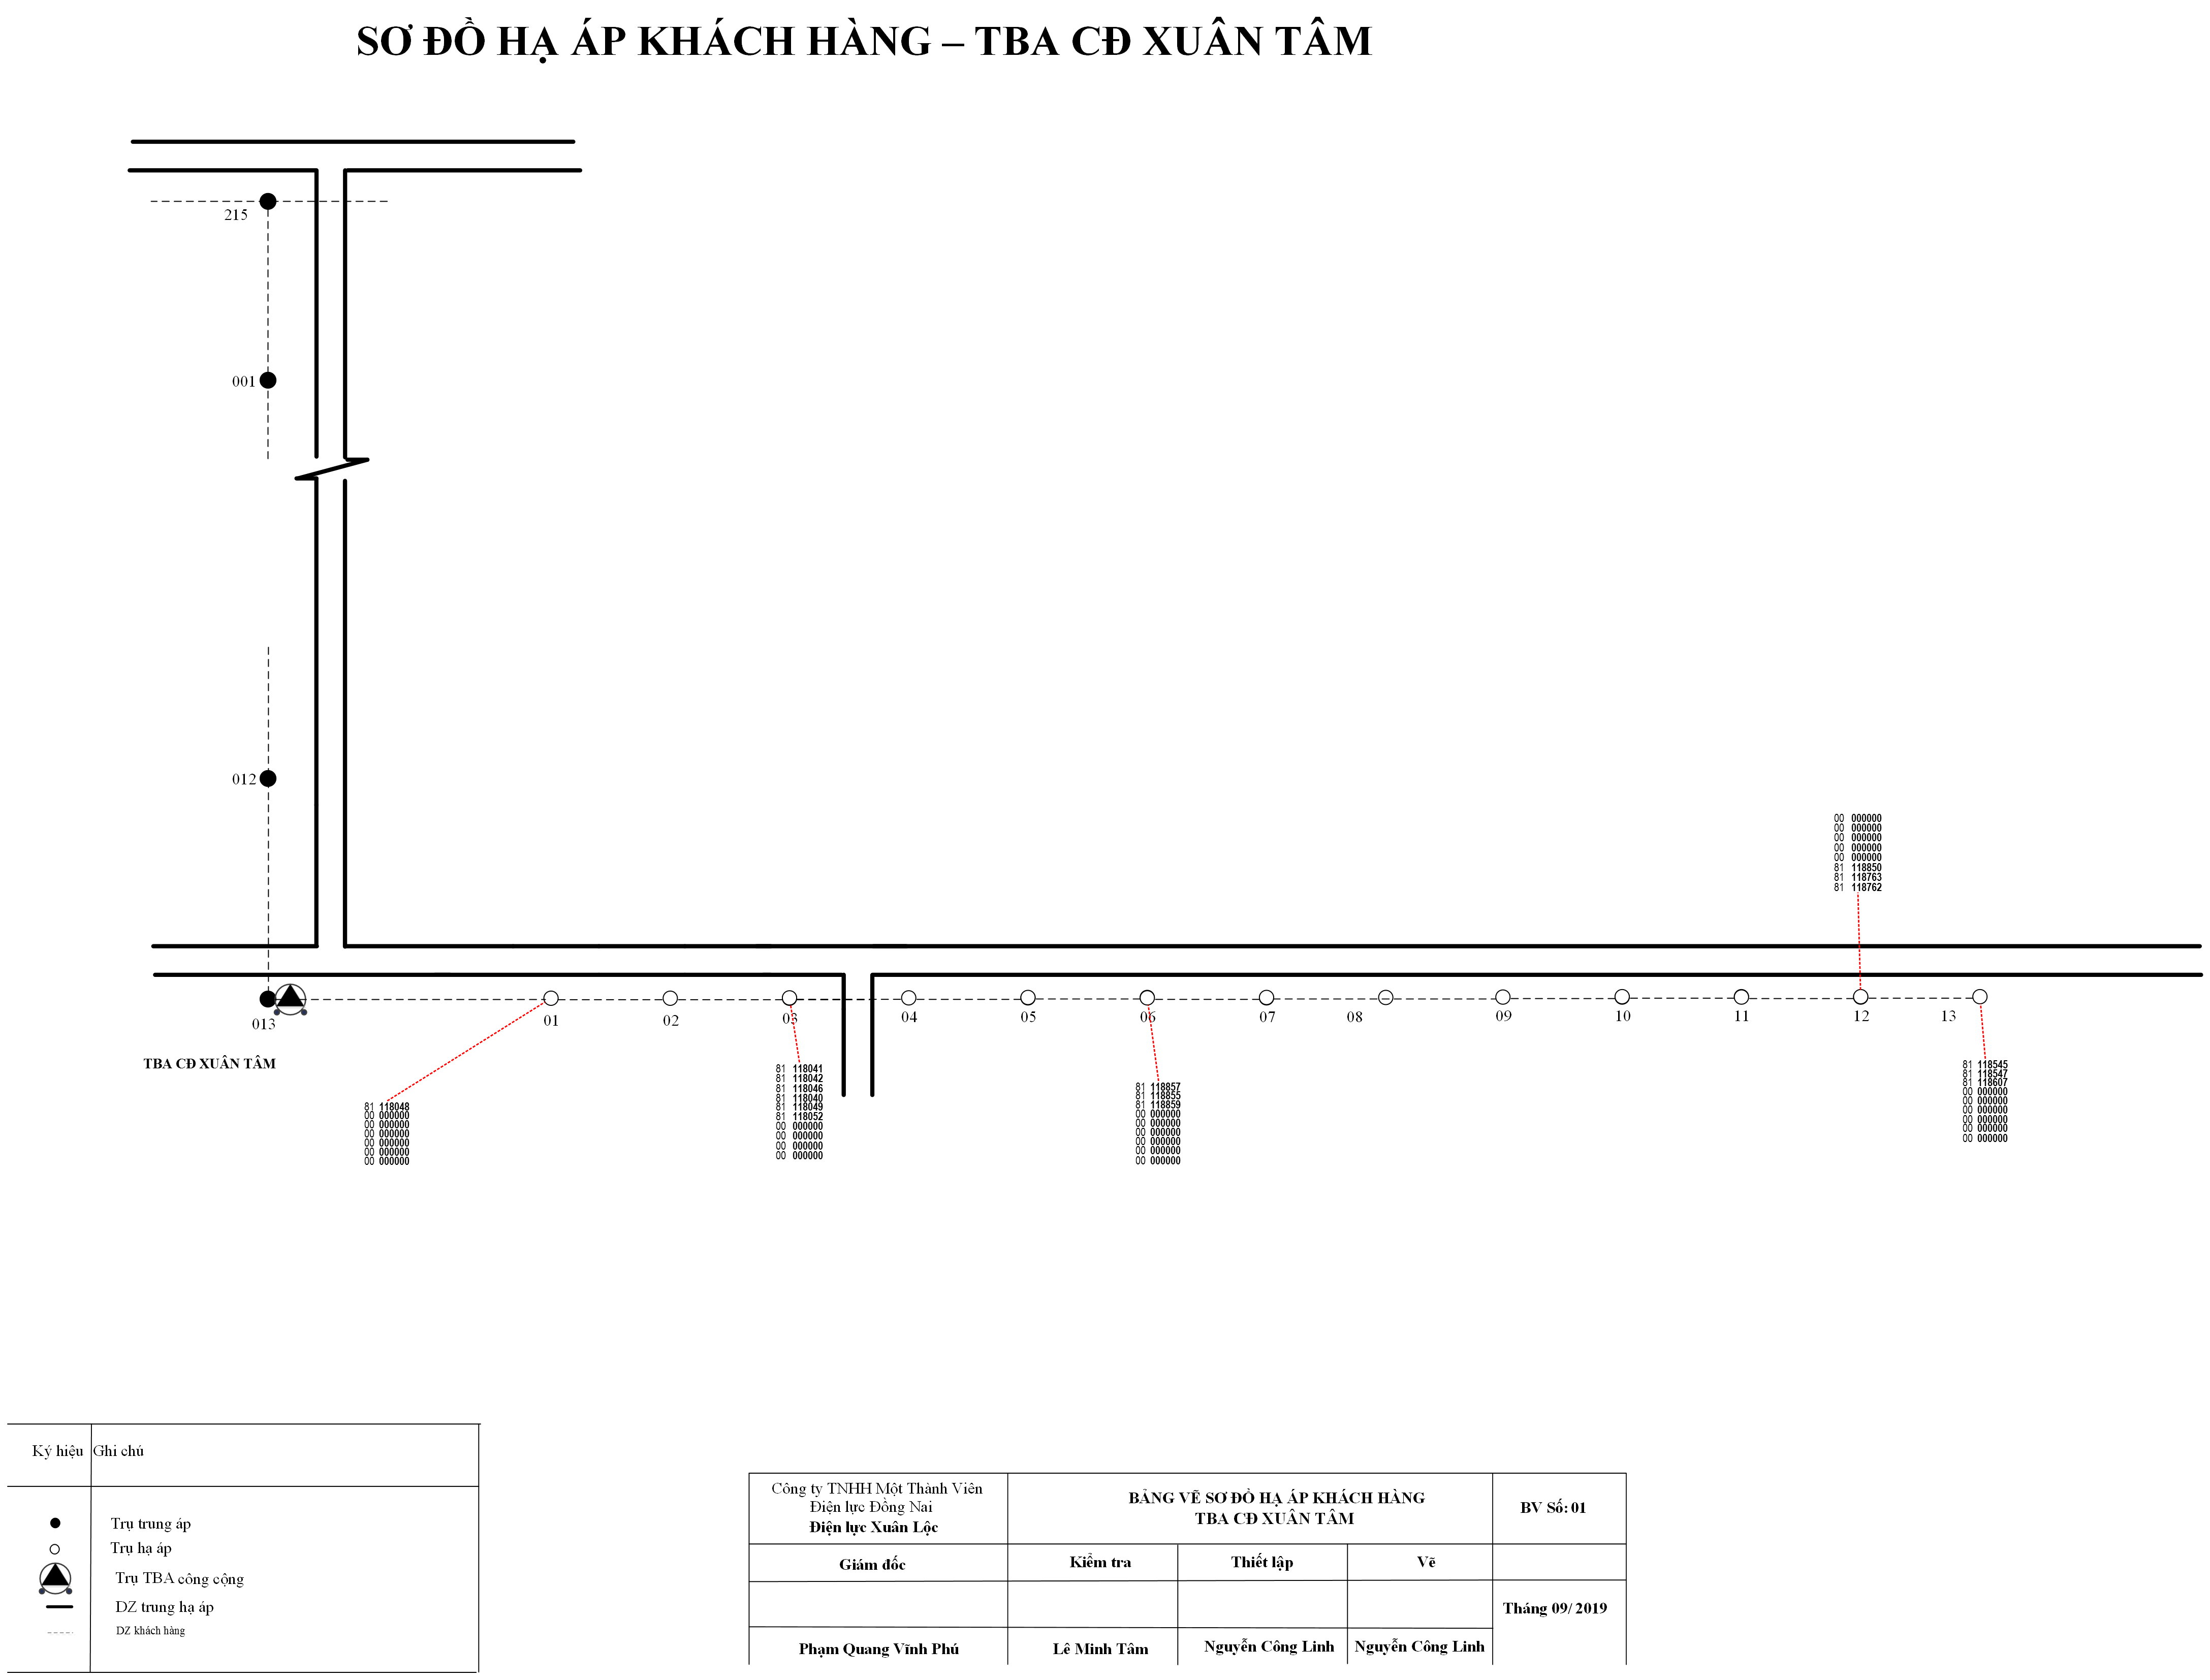 SƠ ĐỒ HẠ ÁP KHÁCH HÀNG – TBA CĐ XUÂN TÂM
215
001
012
00 000000
00 000000
00 000000
00 000000
00 000000
81 118850
81 118763
81 118762
013
01
02
03
04
05
06
07
08
09
10
11
12
13
TBA CĐ XUÂN TÂM
81 118048
00 000000
00 000000
00 000000
00 000000
00 000000
00 000000
81 118041
81 118042
81 118046
81 118040
81 118049
81 118052
00 000000
00 000000
00 000000
00 000000
81 118857
81 118855
81 118859
00 000000
00 000000
00 000000
00 000000
00 000000
00 000000
81 118545
81 118547
81 118607
00 000000
00 000000
00 000000
00 000000
00 000000
00 000000
Ký hiệu Ghi chú
Trụ trung áp
Trụ hạ áp
Trụ TBA công cộng
DZ trung hạ áp
DZ khách hàng
Công ty TNHH Một Thành Viên
Điện lực Đồng Nai
Điện lực Xuân Lộc
BẢNG VẼ SƠ ĐỒ HẠ ÁP KHÁCH HÀNG
TBA CĐ XUÂN TÂM
BV Số: 01
Giám đốc
Kiểm tra
Thiết lập
Vẽ
Tháng 09/ 2019
Phạm Quang Vĩnh Phú
Lê Minh Tâm
Nguyễn Công Linh
Nguyễn Công Linh